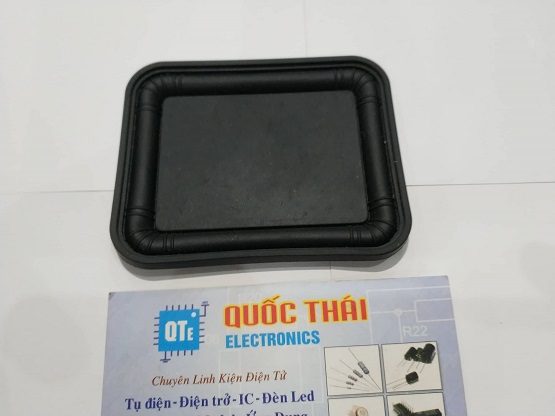 QTE
QUỐC THÁI
ELECTRONICS
R22
Chuyên Linh Kiện Điện Tử
Tụ điện - Điện trở - IC - Đèn Led